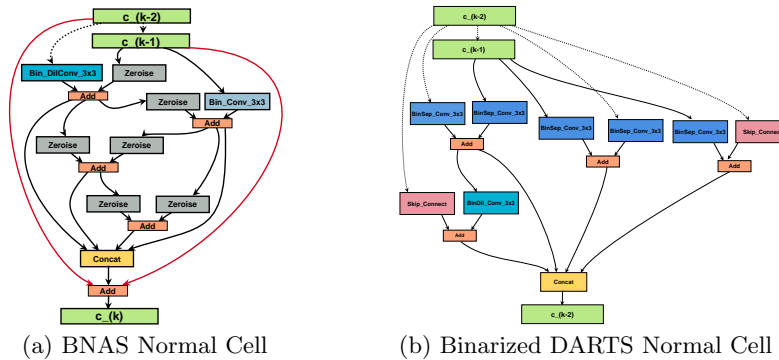 c_(k-2)
c_(k-1)
Bin_DilConv_3x3
Zeroise
Add
Zeroise
Bin_Conv_3x3
Add
Zeroise
Zeroise
Add
Zeroise
Zeroise
Add
Concat
Add
c_(k)
(a) BNAS Normal Cell
c_(k-2)
c_(k-1)
BinSep_Conv_3x3
BinSep_Conv_3x3
BinSep_Conv_3x3
BinSep_Conv_3x3
BinSep_Conv_3x3
Skip_Connect
Add
Add
Add
Skip_Connect
BinDil_Conv_3x3
Add
Concat
c_(k-2)
(b) Binarized DARTS Normal Cell